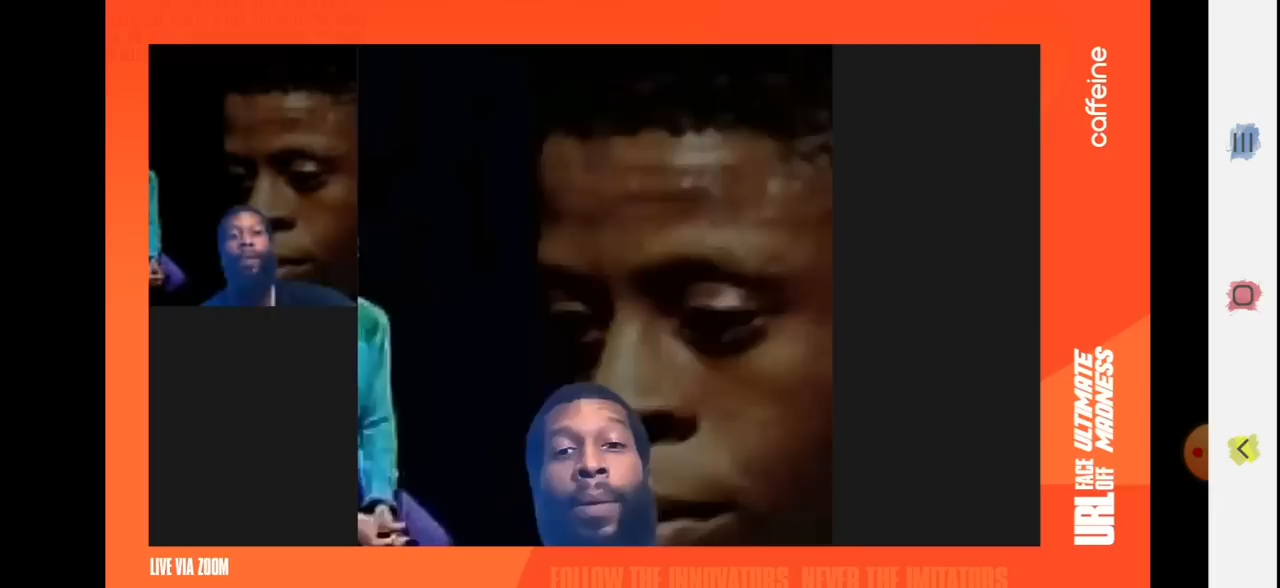 caffeine
URL FACE OFF ULTIMATE MADNESS
LIVE VIA ZOOM
FOLLOW THE INNOVATORS, NEVER THE IMITATORS